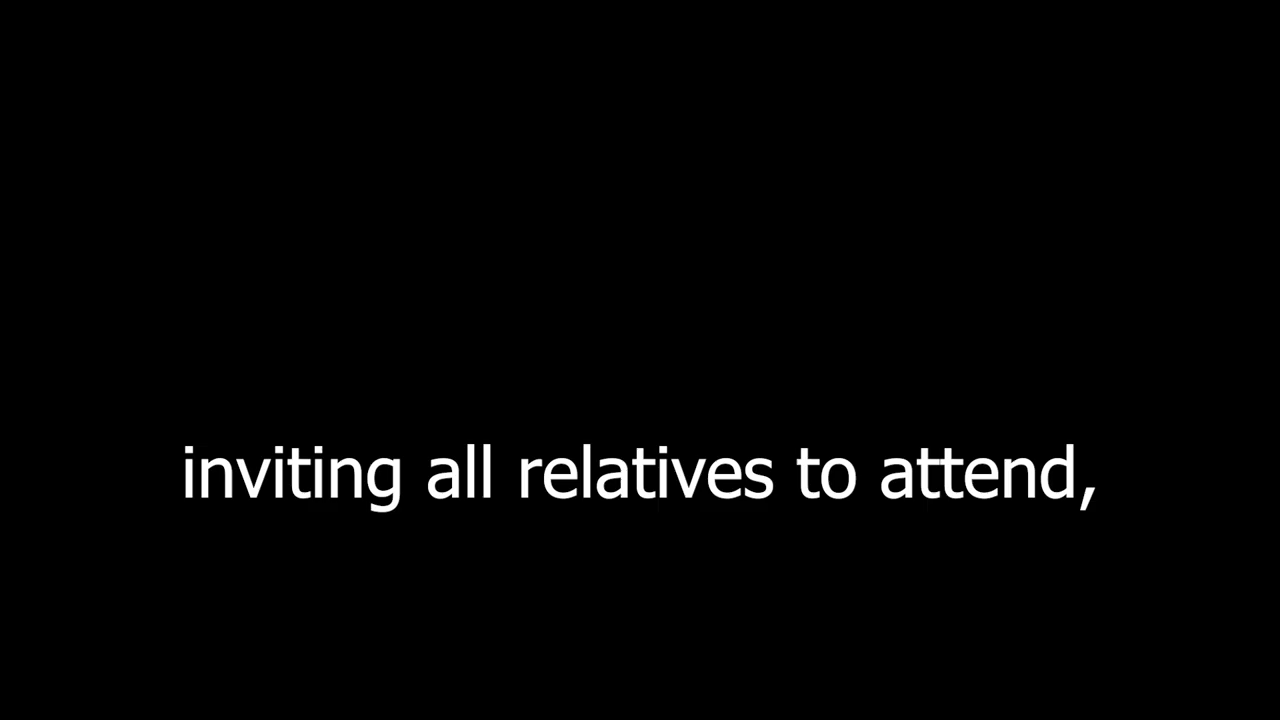 inviting all relatives to attend,